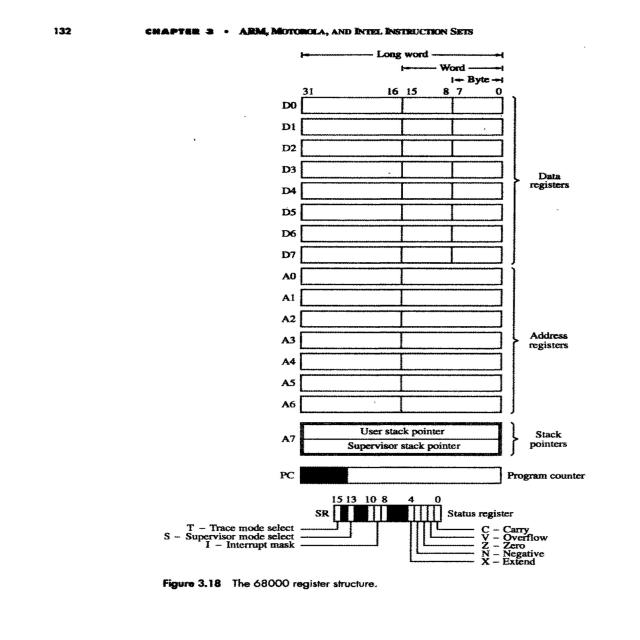 132 CHAPTER 3 • ARM, MOTOROLA, AND INTEL INSTRUCTION SETS
Long word
Word
Byte
31 16 15 8 7 0
D0
D1
D2
D3
D4
D5
D6
D7
Data
registers
A0
A1
A2
A3
A4
A5
A6
Address
registers
A7
User stack pointer
Supervisor stack pointer
Stack
pointers
PC
Program counter
15 13 10 8 4 0
SR
Status register
T – Trace mode select
S – Supervisor mode select
I – Interrupt mask
C – Carry
V – Overflow
Z – Zero
N – Negative
X – Extend
Figure 3.18 The 68000 register structure.